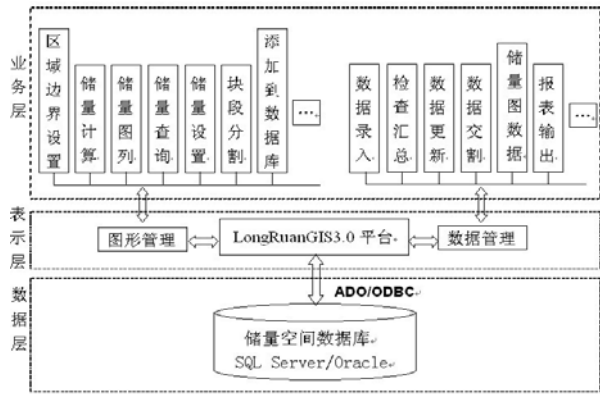 业务层
区域边界设置
储量计算
储量图列
储量查询
储量设置
块段分割
添加到数据库
…
数据录入
检查汇总
数据更新
数据交割
储量图数据
报表输出
…
表示层
图形管理
LongRuanGIS3.0 平台
数据管理
ADO/ODBC
数据层
储量空间数据库
SQL Server/Oracle